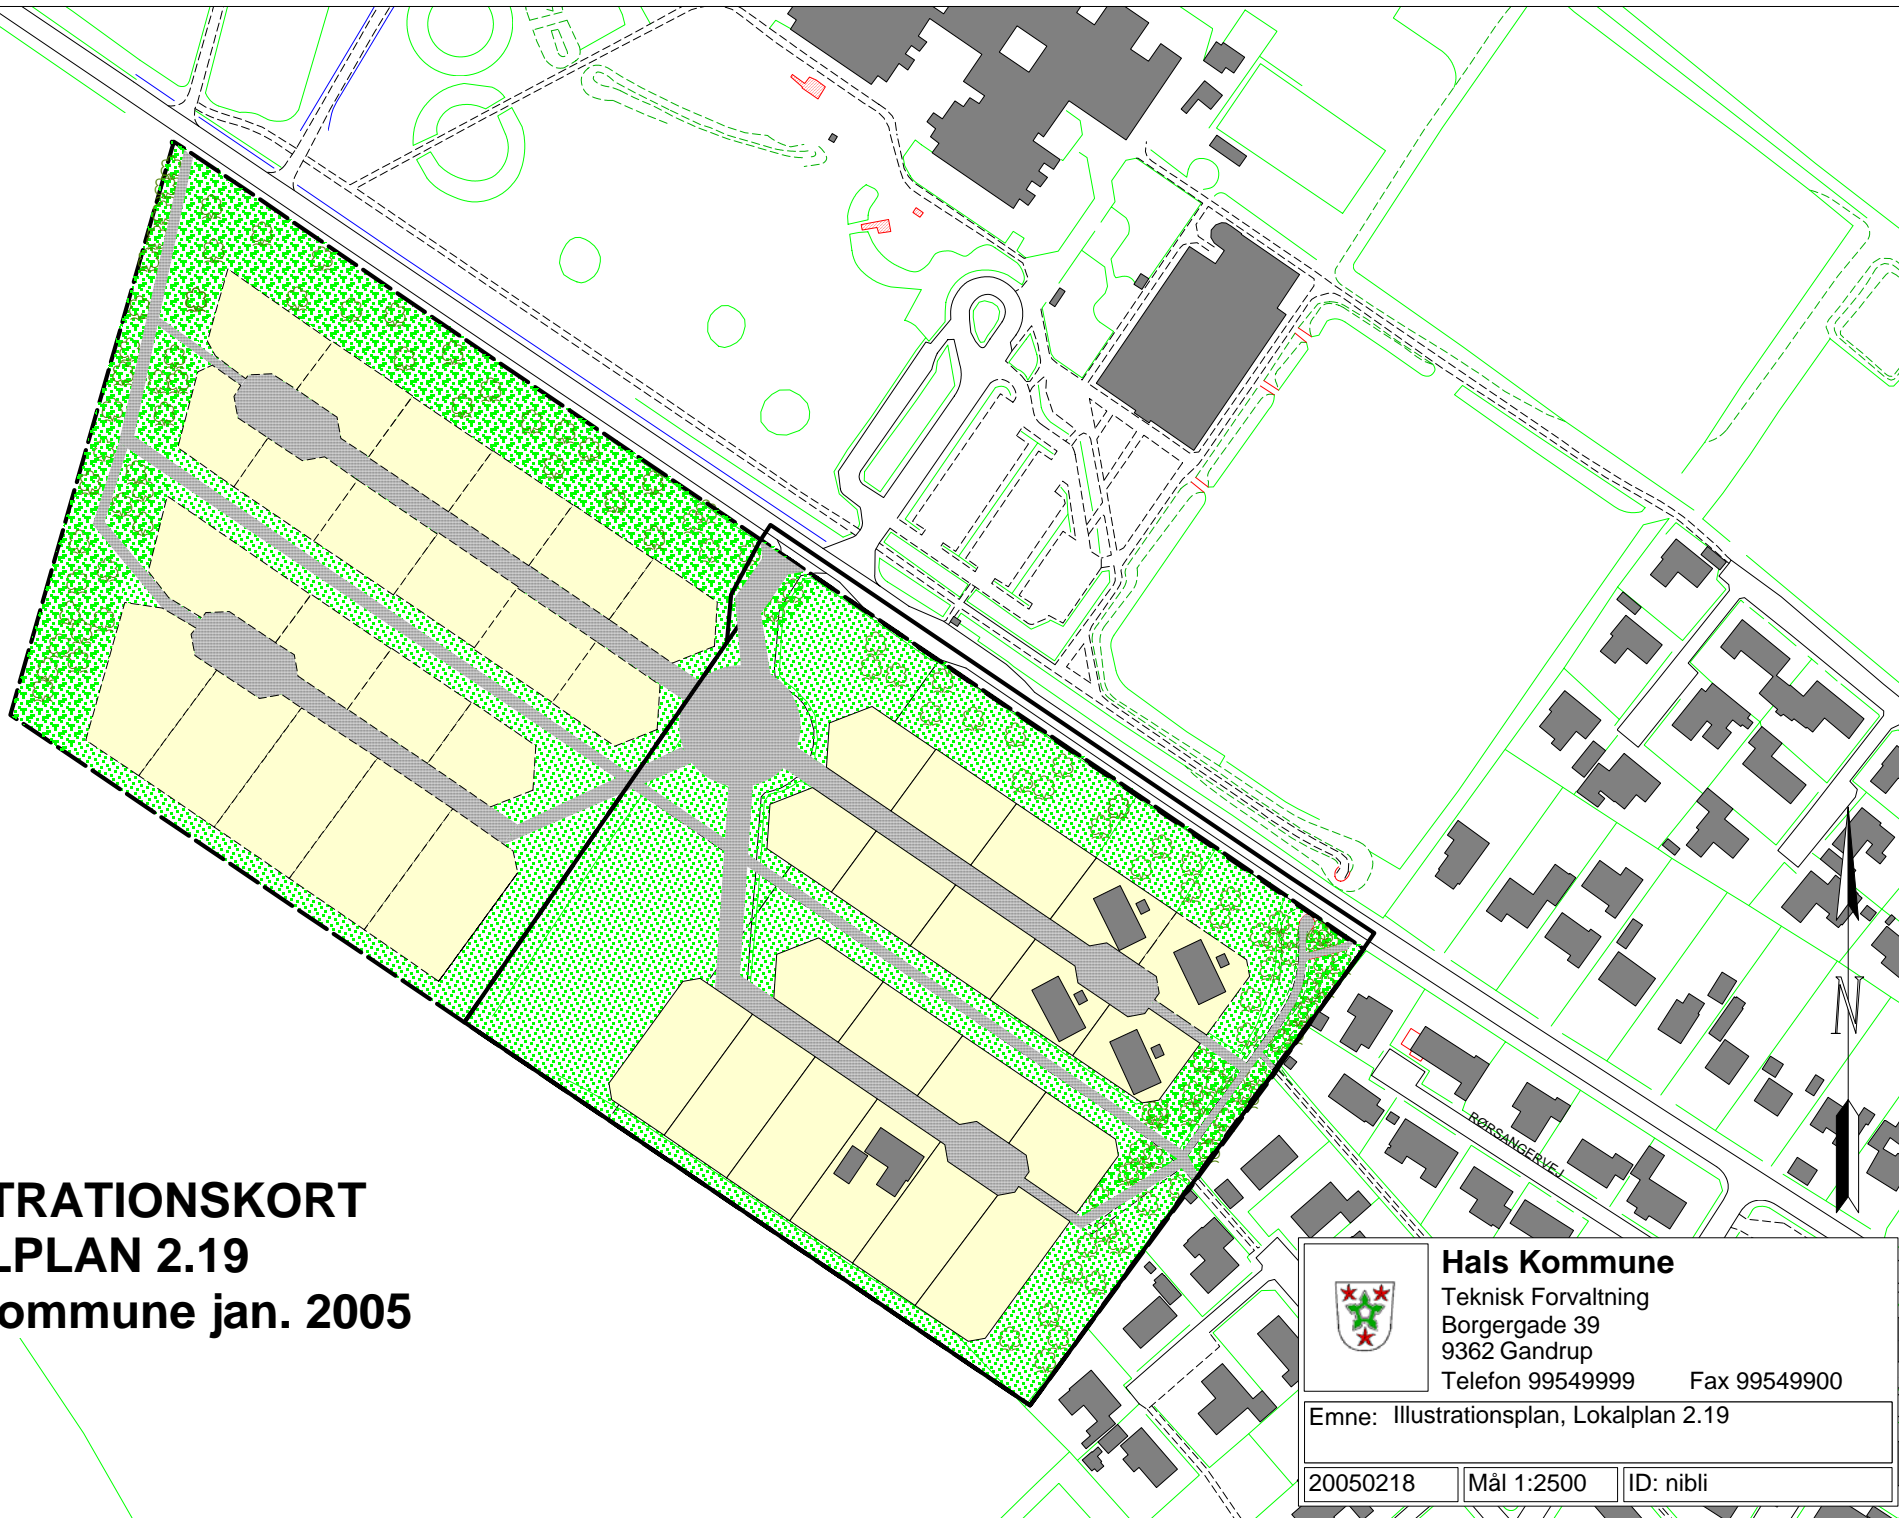 TRATIONSKORT
LPLAN 2.19
ommune jan. 2005
RØRSANGERVEJ
N
Hals Kommune
Teknisk Forvaltning
Borgergade 39
9362 Gandrup
Telefon 99549999 Fax 99549900
Emne: Illustrationsplan, Lokalplan 2.19
20050218 Mål 1:2500 ID: nibli